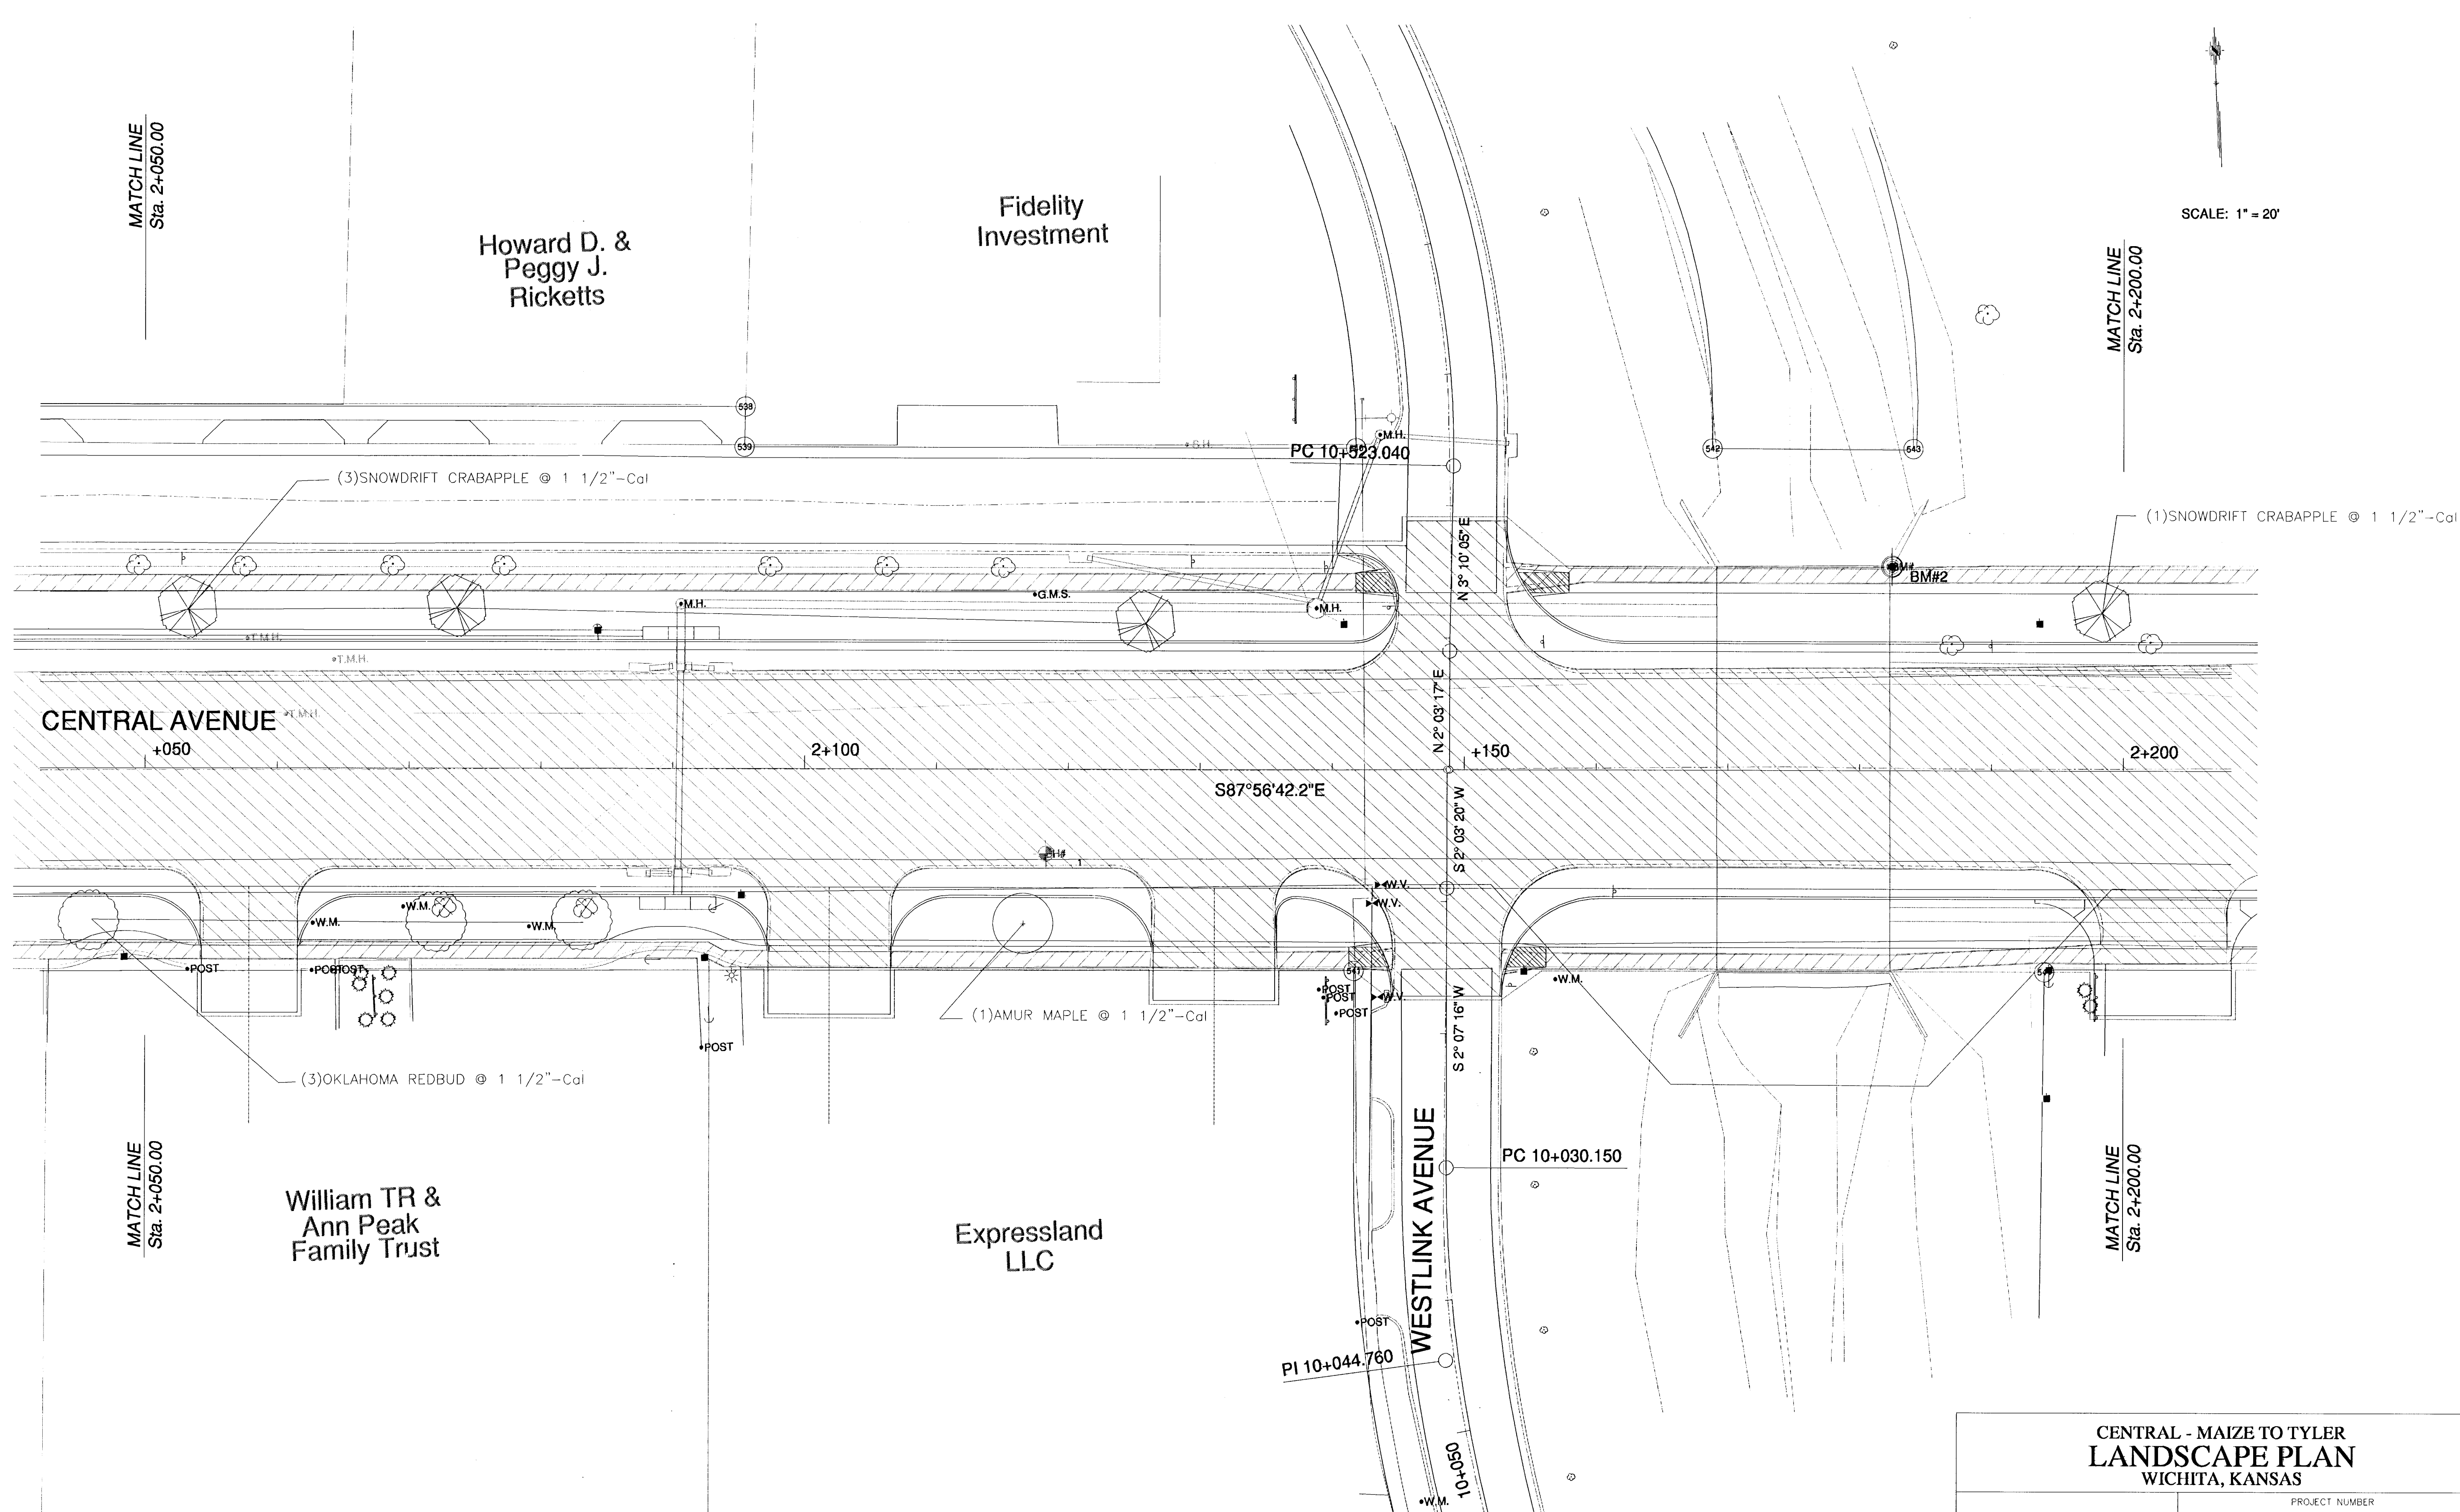 MATCH LINE
Sta. 2+050.00
Howard D. &
Peggy J.
Ricketts
Fidelity
Investment
SCALE: 1" = 20'
MATCH LINE
Sta. 2+200.00
538
539
(3)SNOWDRIFT CRABAPPLE @ 1 1/2"-Cal
S.H.
M.H.
PC 10+523.040
542
543
(1)SNOWDRIFT CRABAPPLE @ 1 1/2"-Cal
N 3° 10' 05" E
BM#2
G.M.S.
M.H.
M.H.
T.M.H.
T.M.H.
T.M.H.
CENTRAL AVENUE
+050
2+100
+150
2+200
N 2° 03' 17" E
S87°56'42.2"E
S 2° 03' 20" W
1
W.V.
W.V.
W.M.
W.M.
W.M.
POST
POST
POST
541
W.M.
POST
POST
W.V.
POST
(1)AMUR MAPLE @ 1 1/2"-Cal
S 2° 07' 16" W
POST
(3)OKLAHOMA REDBUD @ 1 1/2"-Cal
MATCH LINE
Sta. 2+050.00
William TR &
Ann Peak
Family Trust
Expressland
LLC
WESTLINK AVENUE
PC 10+030.150
MATCH LINE
Sta. 2+200.00
POST
PI 10+044.760
10+050
W.M.
CENTRAL - MAIZE TO TYLER
LANDSCAPE PLAN
WICHITA, KANSAS
PROJECT NUMBER